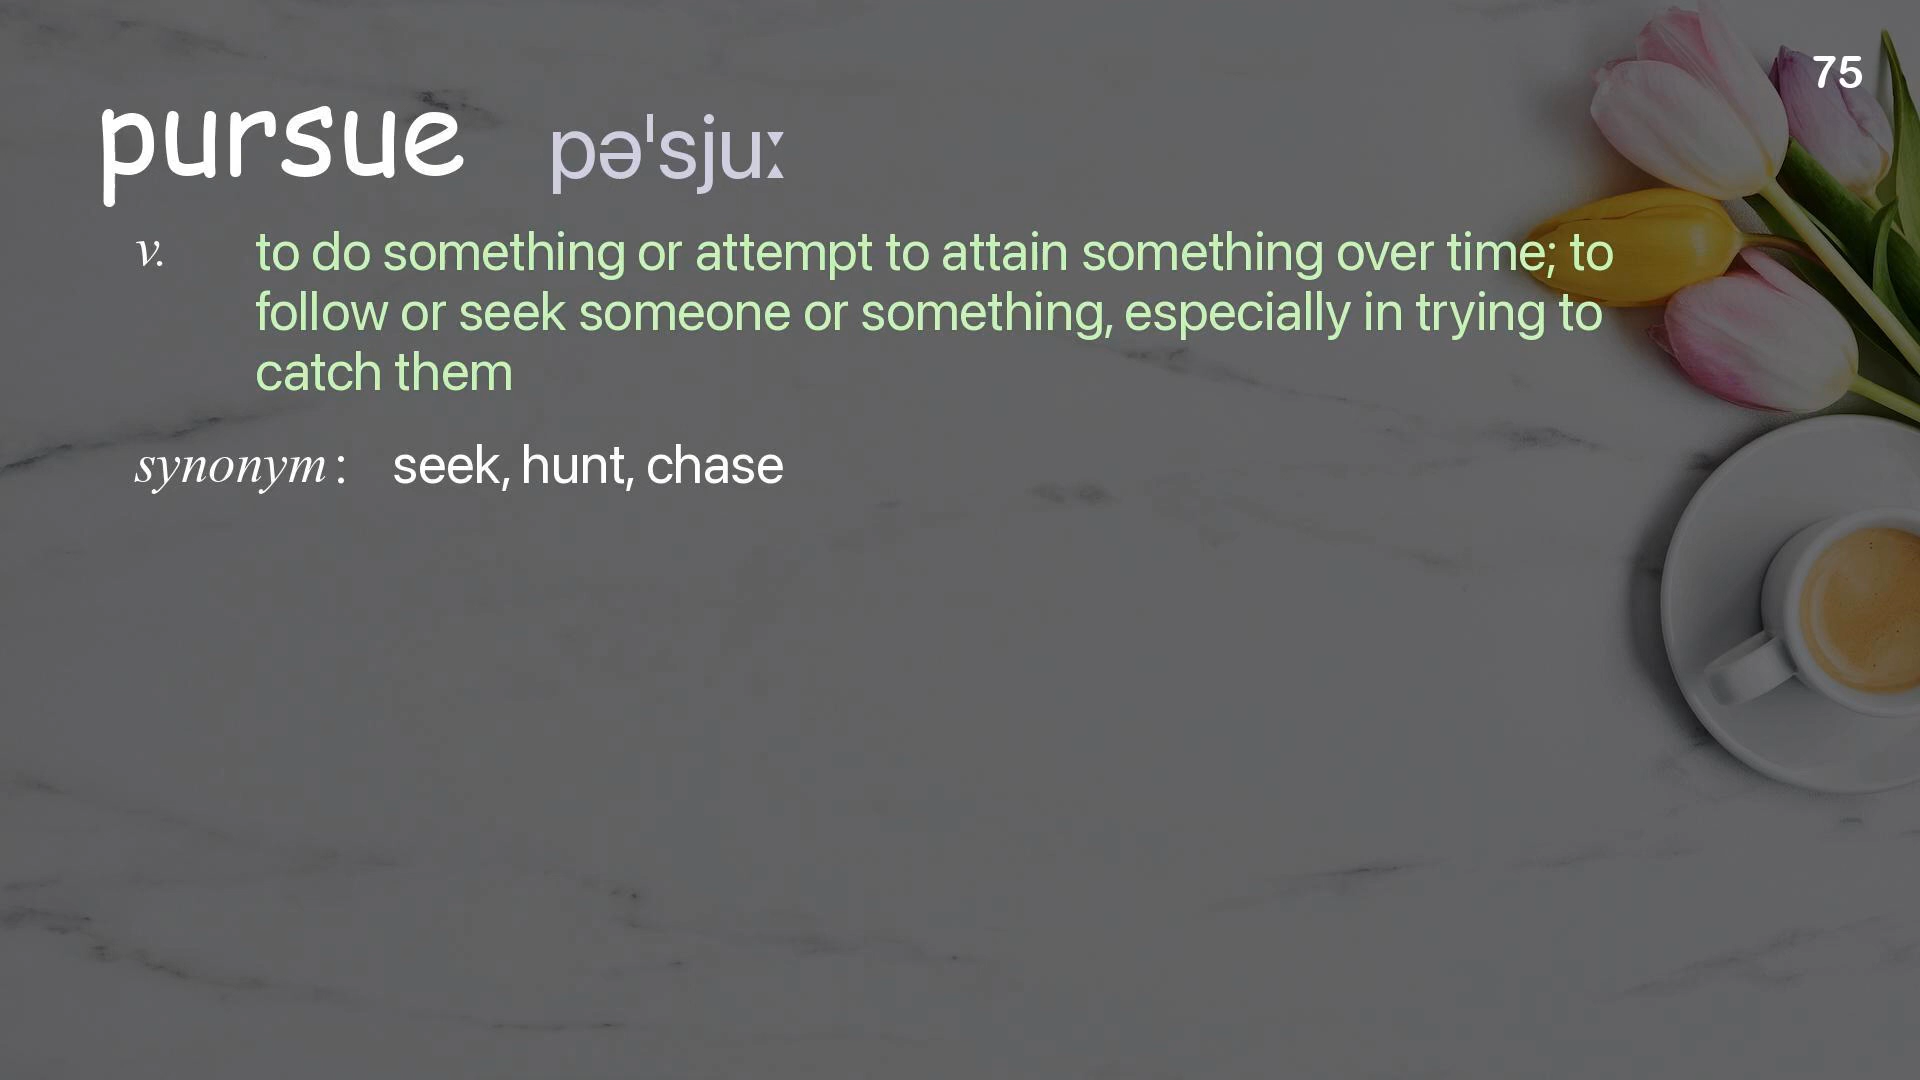 75
pursue pəˈsjuː
v. to do something or attempt to attain something over time; to
follow or seek someone or something, especially in trying to
catch them
synonym : seek, hunt, chase